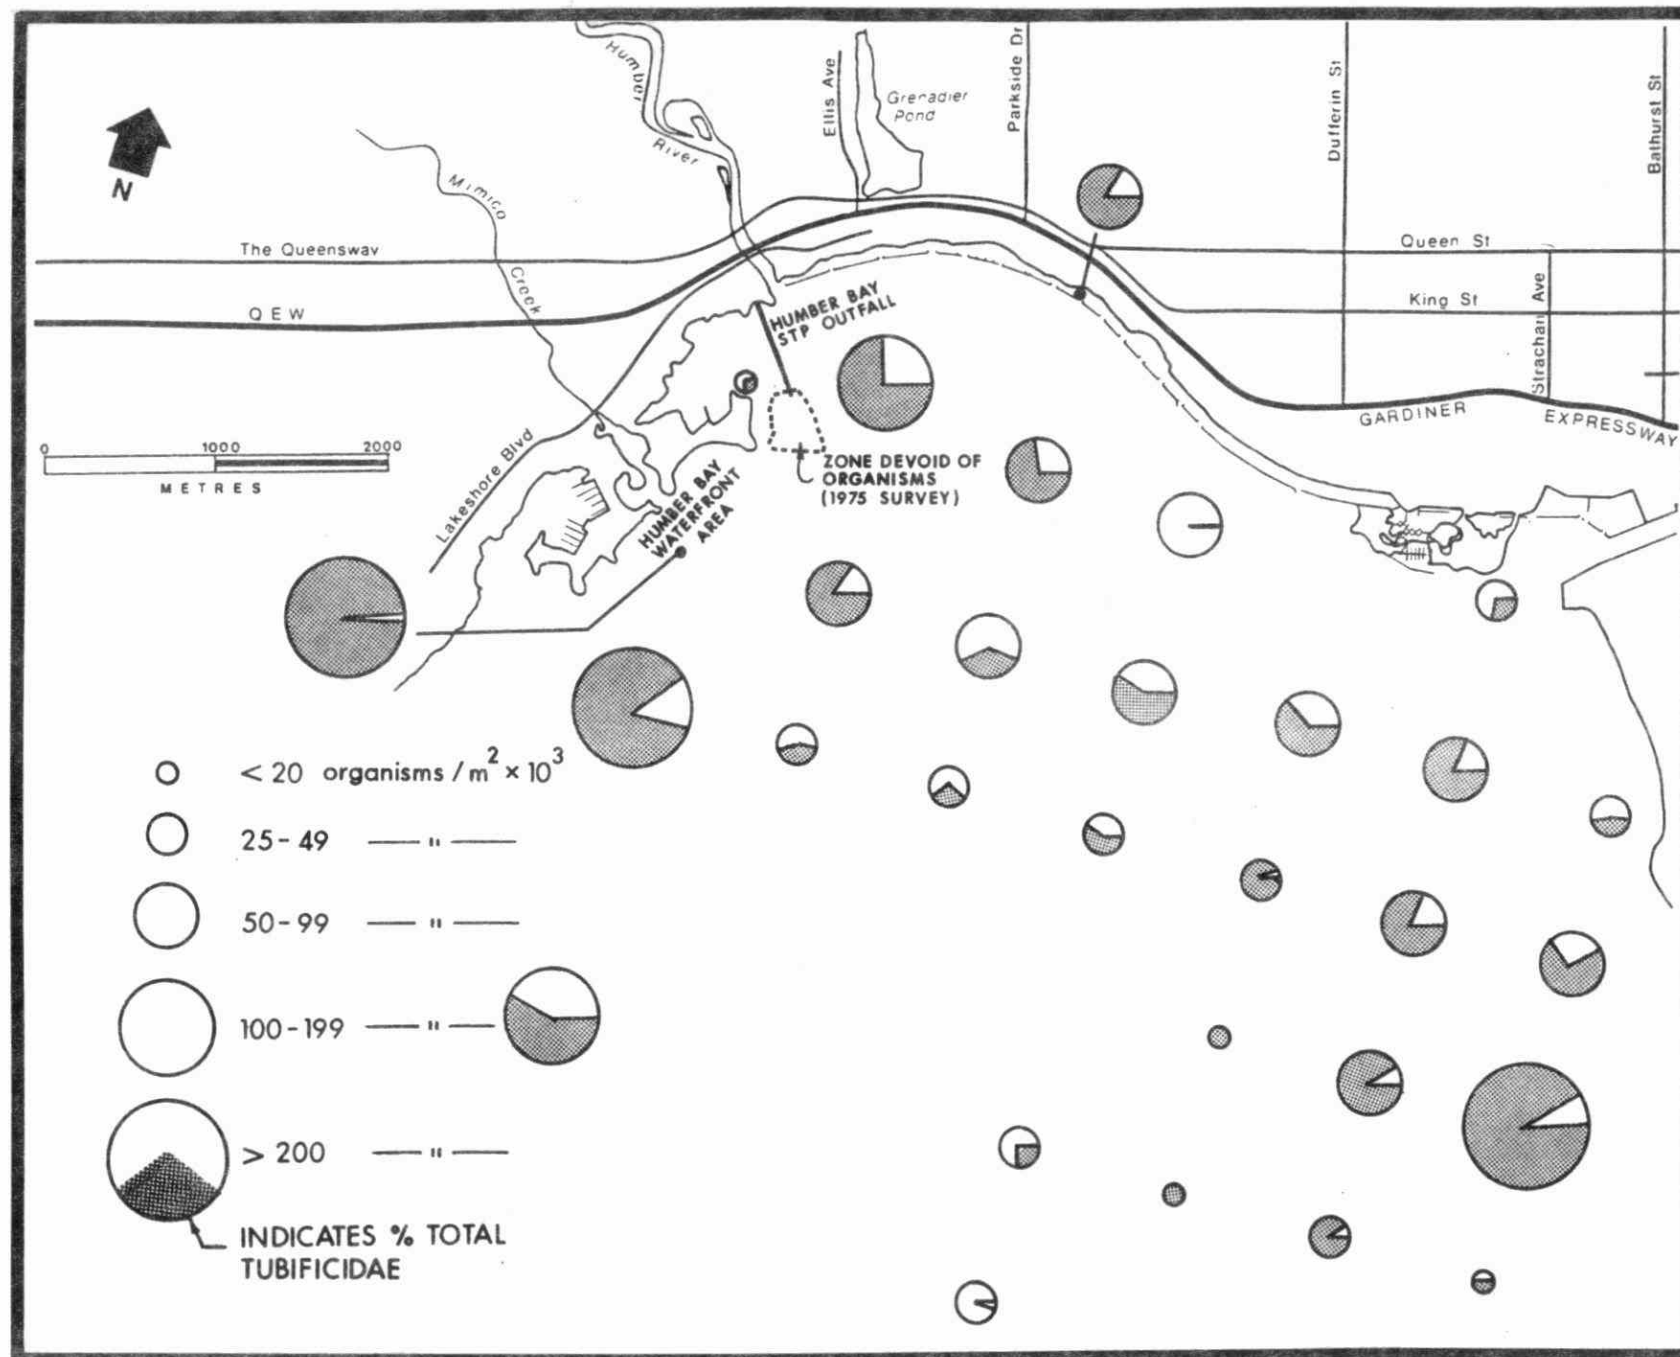 Humber
River
Ellis Ave
Grenadier
Pond
Parkside Dr
Dufferin St
Bathurst St
N
Mimico
Creek
The Queensway
Queen St
QEW
King St
Strachan Ave
HUMBER BAY
STP OUTFALL
GARDINER EXPRESSWAY
0 1000 2000
METRES
Lakeshore Blvd
ZONE DEVOID OF
ORGANISMS
(1975 SURVEY)
HUMBER BAY
WATERFRONT
AREA
< 20 organisms / m² × 10³
25 - 49 — " —
50 - 99 — " —
100 - 199 — " —
> 200 — " —
INDICATES % TOTAL
TUBIFICIDAE